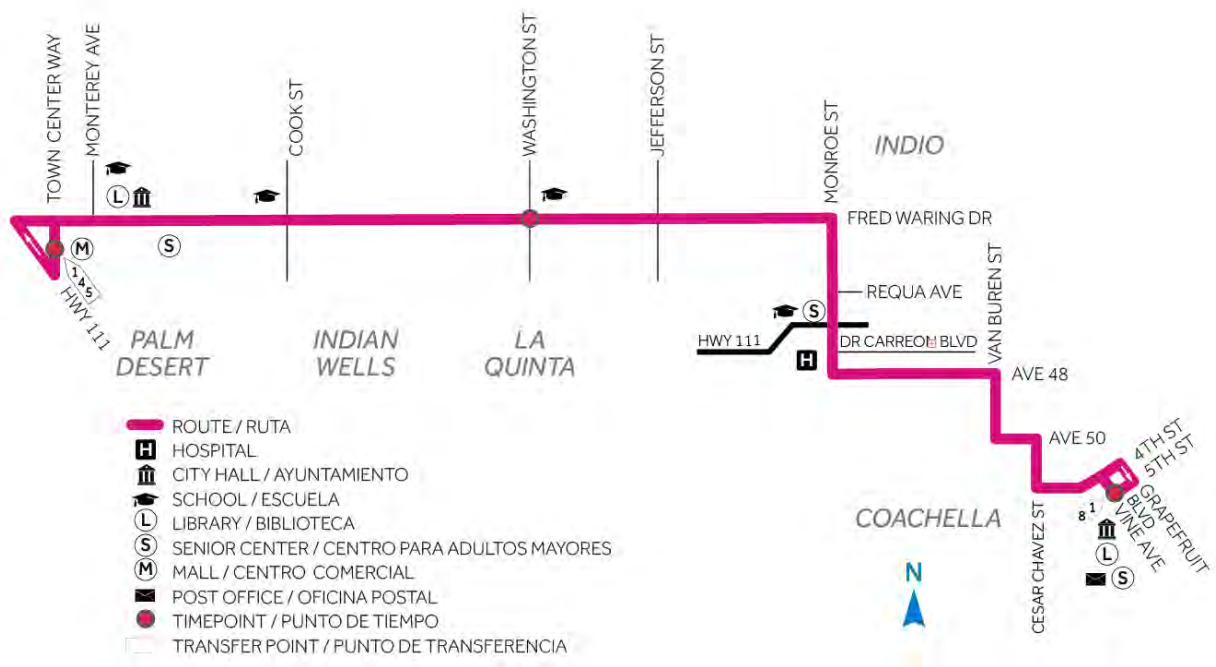 TOWN CENTER WAY
MONTEREY AVE
COOK ST
WASHINGTON ST
JEFFERSON ST
MONROE ST
INDIO
FRED WARING DR
VAN BUREN ST
L
M
S
1
4
5
HWY 111
REQUA AVE
S
PALM
DESERT
INDIAN
WELLS
LA
QUINTA
HWY 111
DR CARREON BLVD
H
AVE 48
AVE 50
4TH ST
5TH ST
GRAPEFRUIT
BLVD
VINE AVE
8 1
L
S
COACHELLA
CESAR CHAVEZ ST
N
ROUTE / RUTA
H HOSPITAL
CITY HALL / AYUNTAMIENTO
SCHOOL / ESCUELA
L LIBRARY / BIBLIOTECA
S SENIOR CENTER / CENTRO PARA ADULTOS MAYORES
M MALL / CENTRO COMERCIAL
POST OFFICE / OFICINA POSTAL
TIMEPOINT / PUNTO DE TIEMPO
TRANSFER POINT / PUNTO DE TRANSFERENCIA